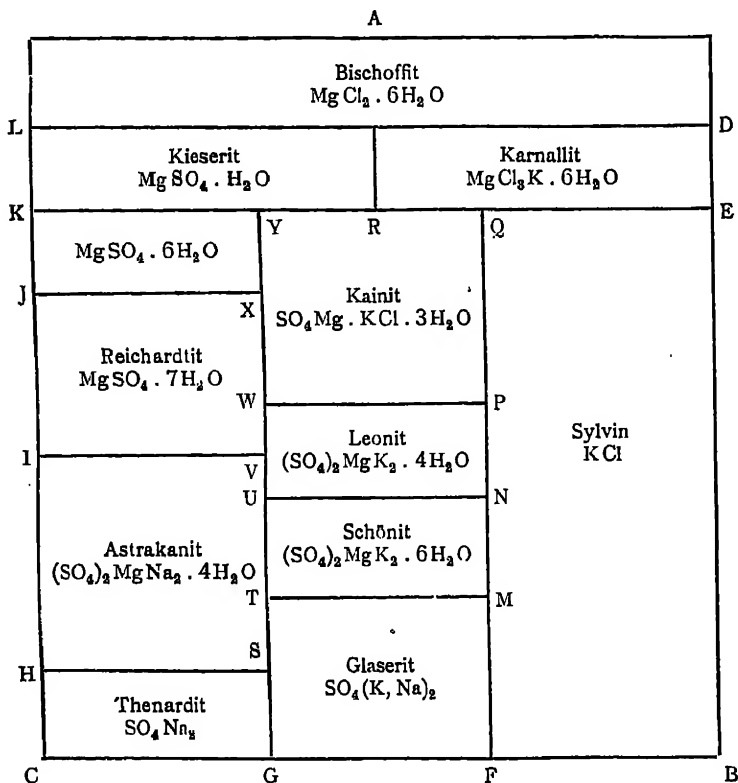 A
Bischoffit
MgCl₂ . 6H₂O
L
D
Kieserit
MgSO₄ . H₂O
Karnallit
MgCl₃K . 6H₂O
K
Y
R
Q
E
MgSO₄ . 6H₂O
J
X
Kainit
SO₄Mg . KCl . 3H₂O
Reichardtit
MgSO₄ . 7H₂O
W
P
Leonit
(SO₄)₂MgK₂ . 4H₂O
Sylvin
KCl
I
V
U
N
Astrakanit
(SO₄)₂MgNa₂ . 4H₂O
Schönit
(SO₄)₂MgK₂ . 6H₂O
T
M
S
H
Glaserit
SO₄(K, Na)₂
Thenardit
SO₄Na₂
C
G
F
B